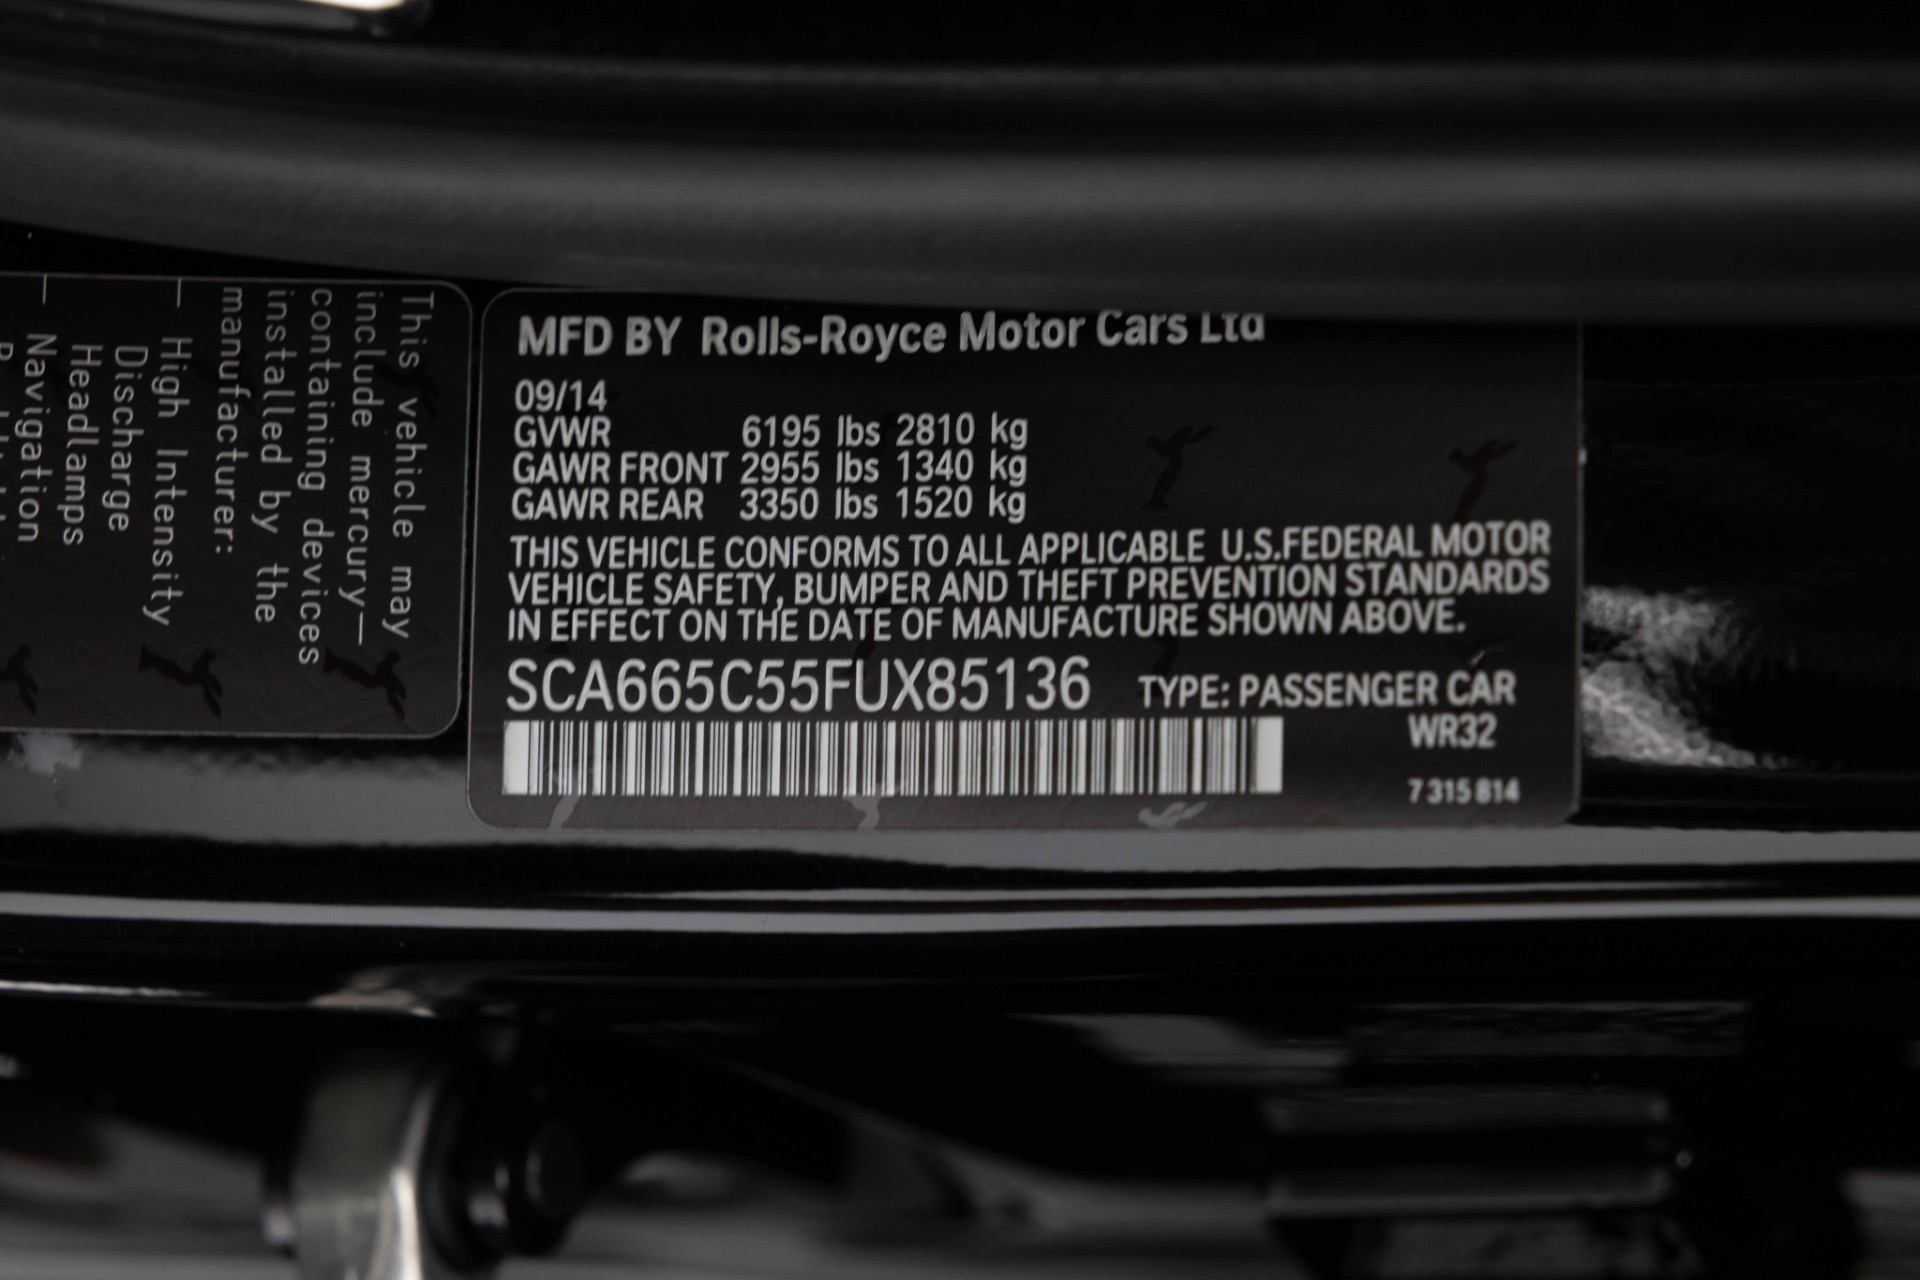 MFD BY Rolls-Royce Motor Cars Ltd
09/14
GVWR 6195 lbs 2810 kg
GAWR FRONT 2955 lbs 1340 kg
GAWR REAR 3350 lbs 1520 kg
THIS VEHICLE CONFORMS TO ALL APPLICABLE U.S.FEDERAL MOTOR
VEHICLE SAFETY, BUMPER AND THEFT PREVENTION STANDARDS
IN EFFECT ON THE DATE OF MANUFACTURE SHOWN ABOVE.
SCA665C55FUX85136 TYPE: PASSENGER CAR
WR32
7 315 814
This vehicle may
include mercury—
containing devices
installed by the
manufacturer:
— High Intensity
Discharge
Headlamps
— Navigation